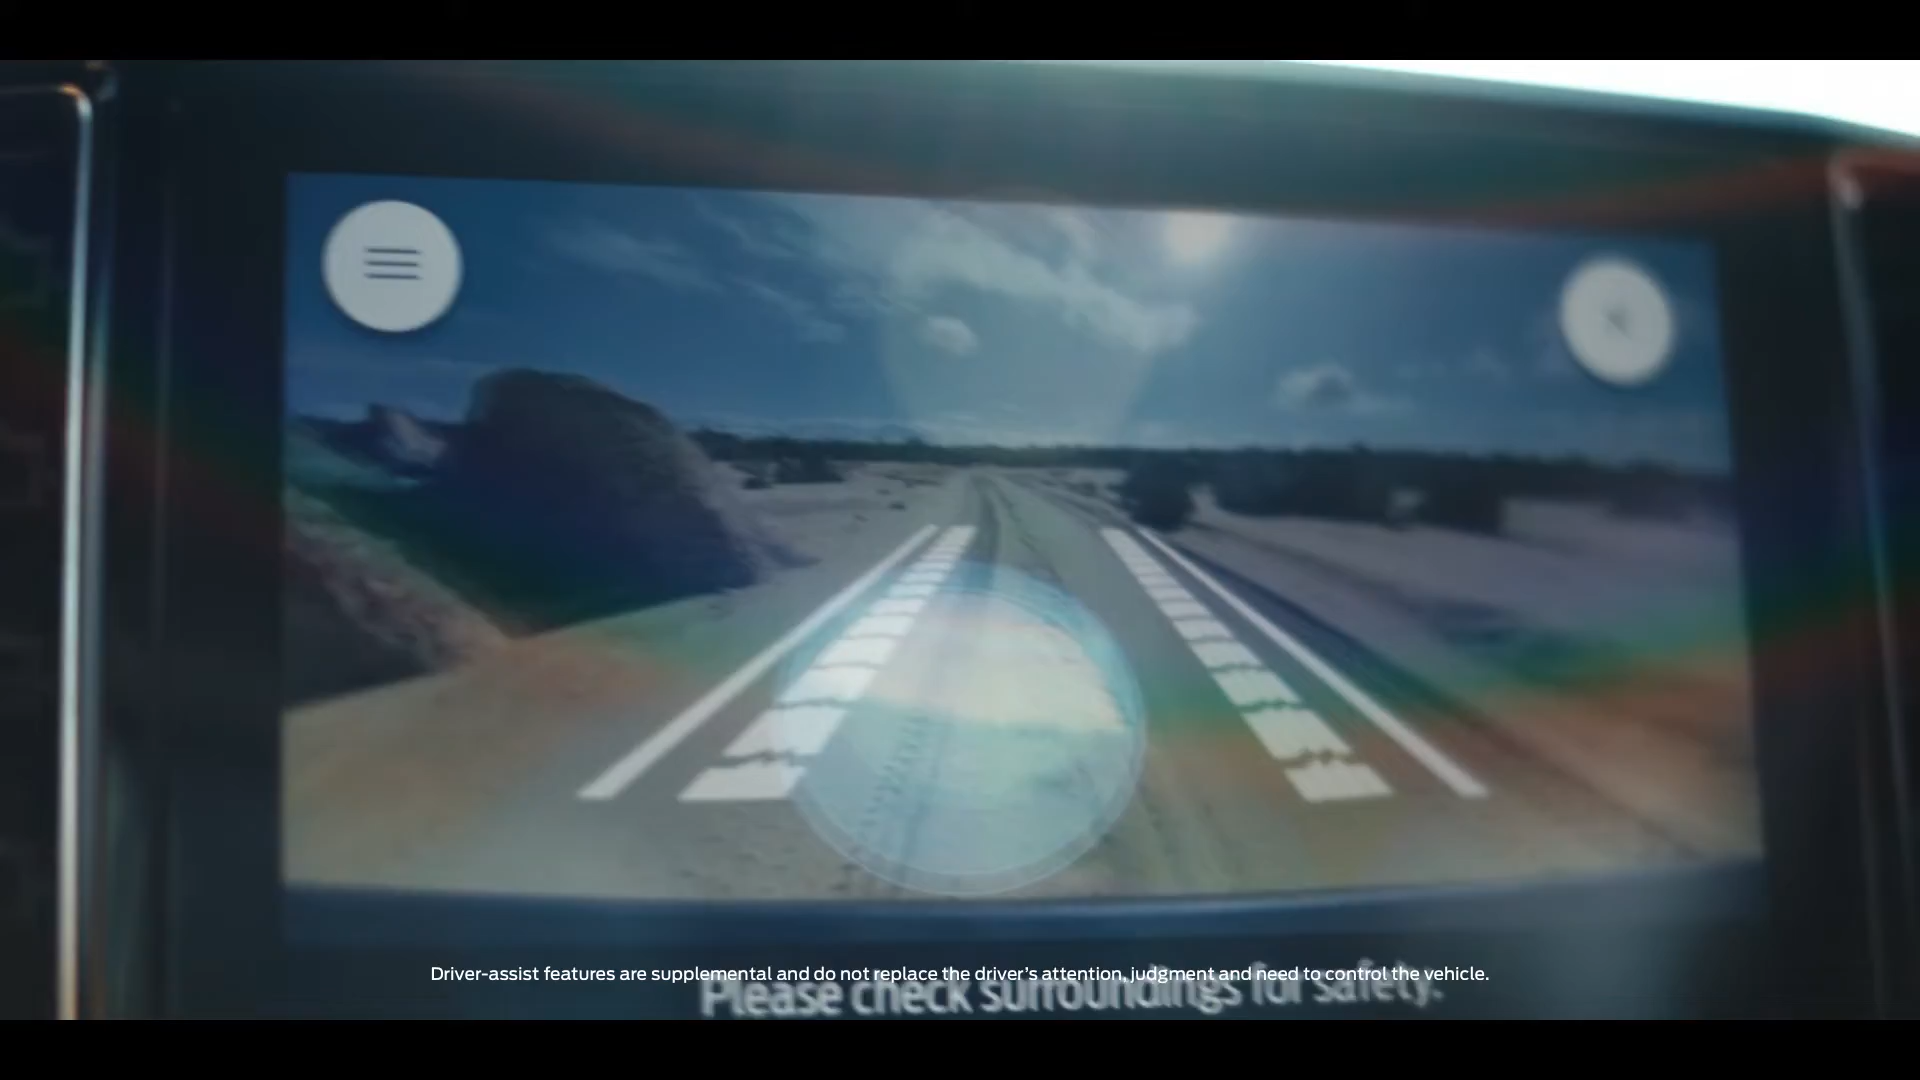 Driver-assist features are supplemental and do not replace the driver's attention, judgment and need to control the vehicle.
Please check surroundings for safety.